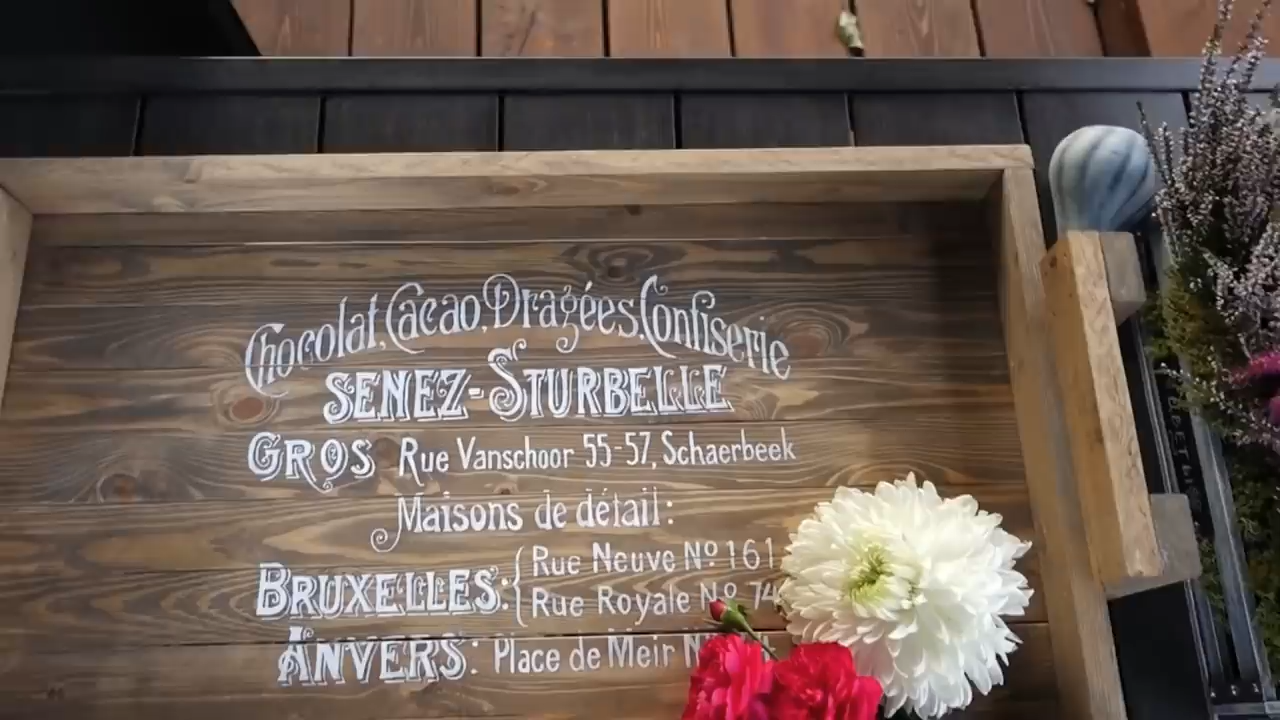 Chocolat, Cacao, Dragées, Confiserie
SENEZ-STURBELLE
GROS Rue Vanschoor 55-57, Schaerbeek
Maisons de détail:
BRUXELLES: { Rue Neuve Nº 161
Rue Royale Nº 74
ANVERS: Place de Meir